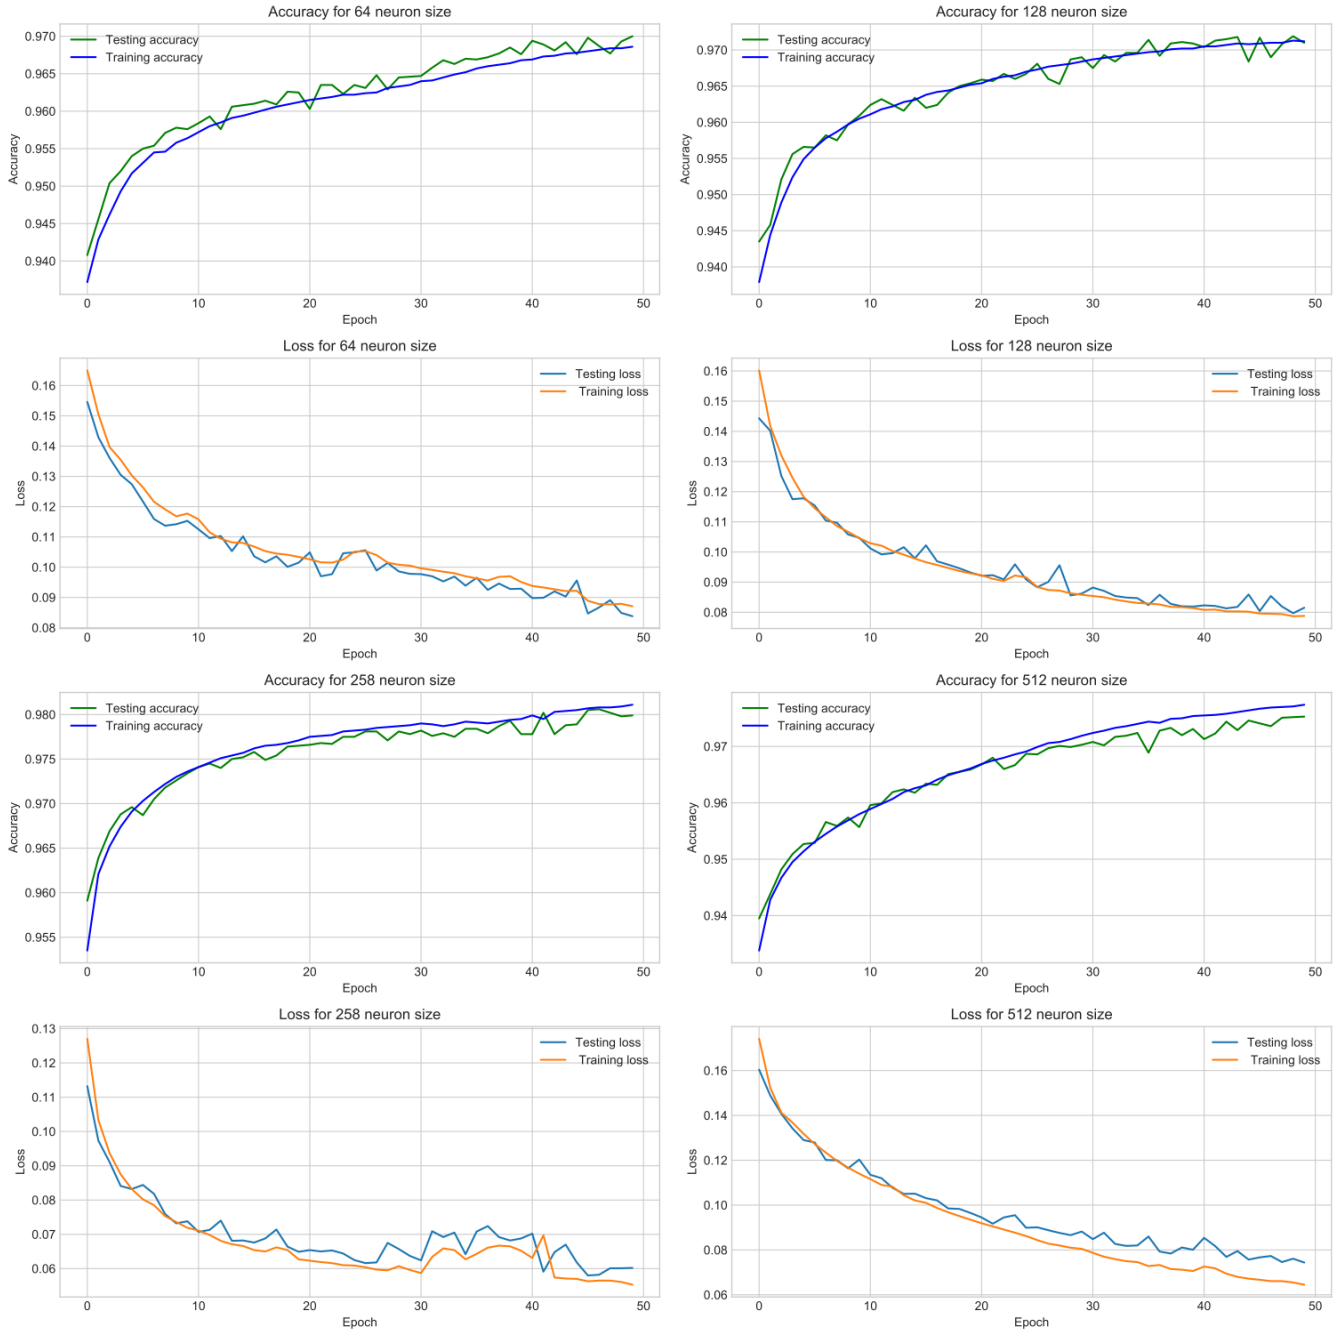 Accuracy for 64 neuron size
Testing accuracy
Training accuracy
0.970
0.965
0.960
0.955
0.950
0.945
0.940
Accuracy
0 10 20 30 40 50
Epoch
Accuracy for 128 neuron size
Testing accuracy
Training accuracy
0.970
0.965
0.960
0.955
0.950
0.945
0.940
Accuracy
0 10 20 30 40 50
Epoch
Loss for 64 neuron size
Testing loss
Training loss
0.16
0.15
0.14
0.13
0.12
0.11
0.10
0.09
0.08
Loss
0 10 20 30 40 50
Epoch
Loss for 128 neuron size
Testing loss
Training loss
0.16
0.15
0.14
0.13
0.12
0.11
0.10
0.09
0.08
Loss
0 10 20 30 40 50
Epoch
Accuracy for 258 neuron size
Testing accuracy
Training accuracy
0.980
0.975
0.970
0.965
0.960
0.955
Accuracy
0 10 20 30 40 50
Epoch
Accuracy for 512 neuron size
Testing accuracy
Training accuracy
0.97
0.96
0.95
0.94
Accuracy
0 10 20 30 40 50
Epoch
Loss for 258 neuron size
Testing loss
Training loss
0.13
0.12
0.11
0.10
0.09
0.08
0.07
0.06
Loss
0 10 20 30 40 50
Epoch
Loss for 512 neuron size
Testing loss
Training loss
0.16
0.14
0.12
0.10
0.08
0.06
Loss
0 10 20 30 40 50
Epoch